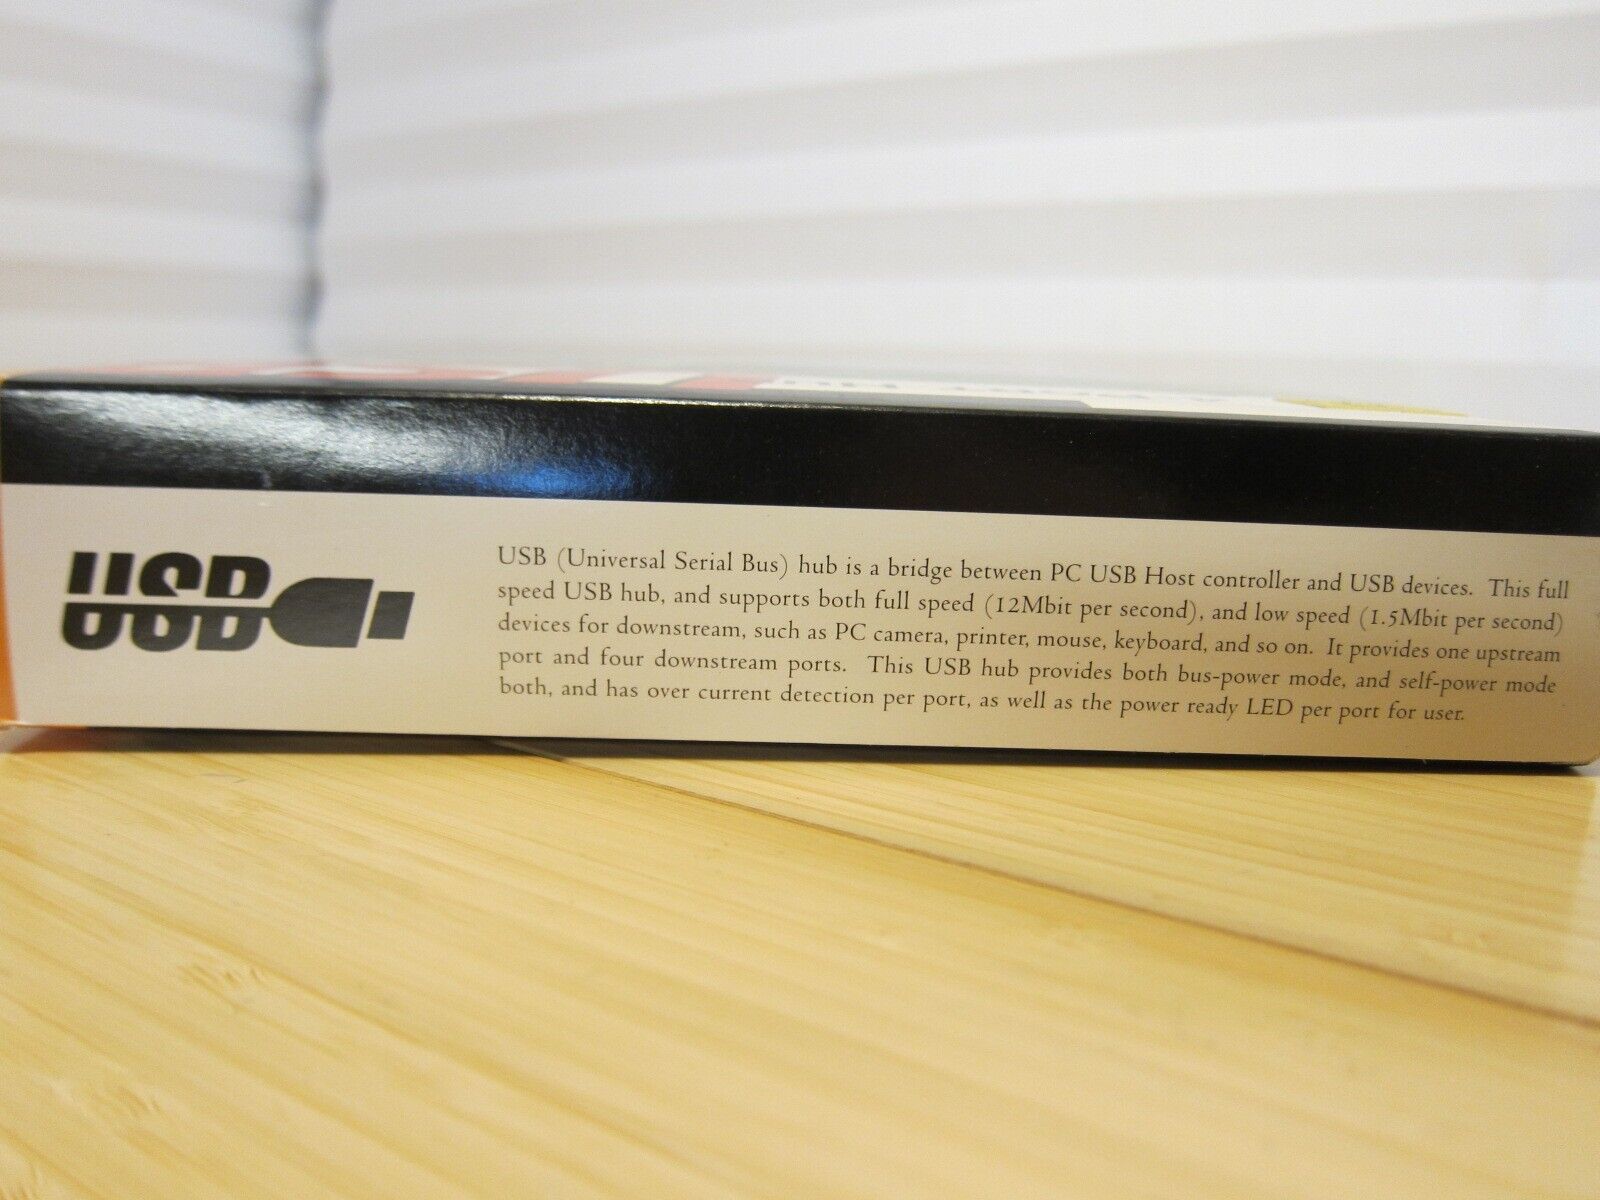 USB
USB (Universal Serial Bus) hub is a bridge between PC USB Host controller and USB devices. This full
speed USB hub, and supports both full speed (12Mbit per second), and low speed (1.5Mbit per second)
devices for downstream, such as PC camera, printer, mouse, keyboard, and so on. It provides one upstream
port and four downstream ports. This USB hub provides both bus-power mode, and self-power mode
both, and has over current detection per port, as well as the power ready LED per port for user.